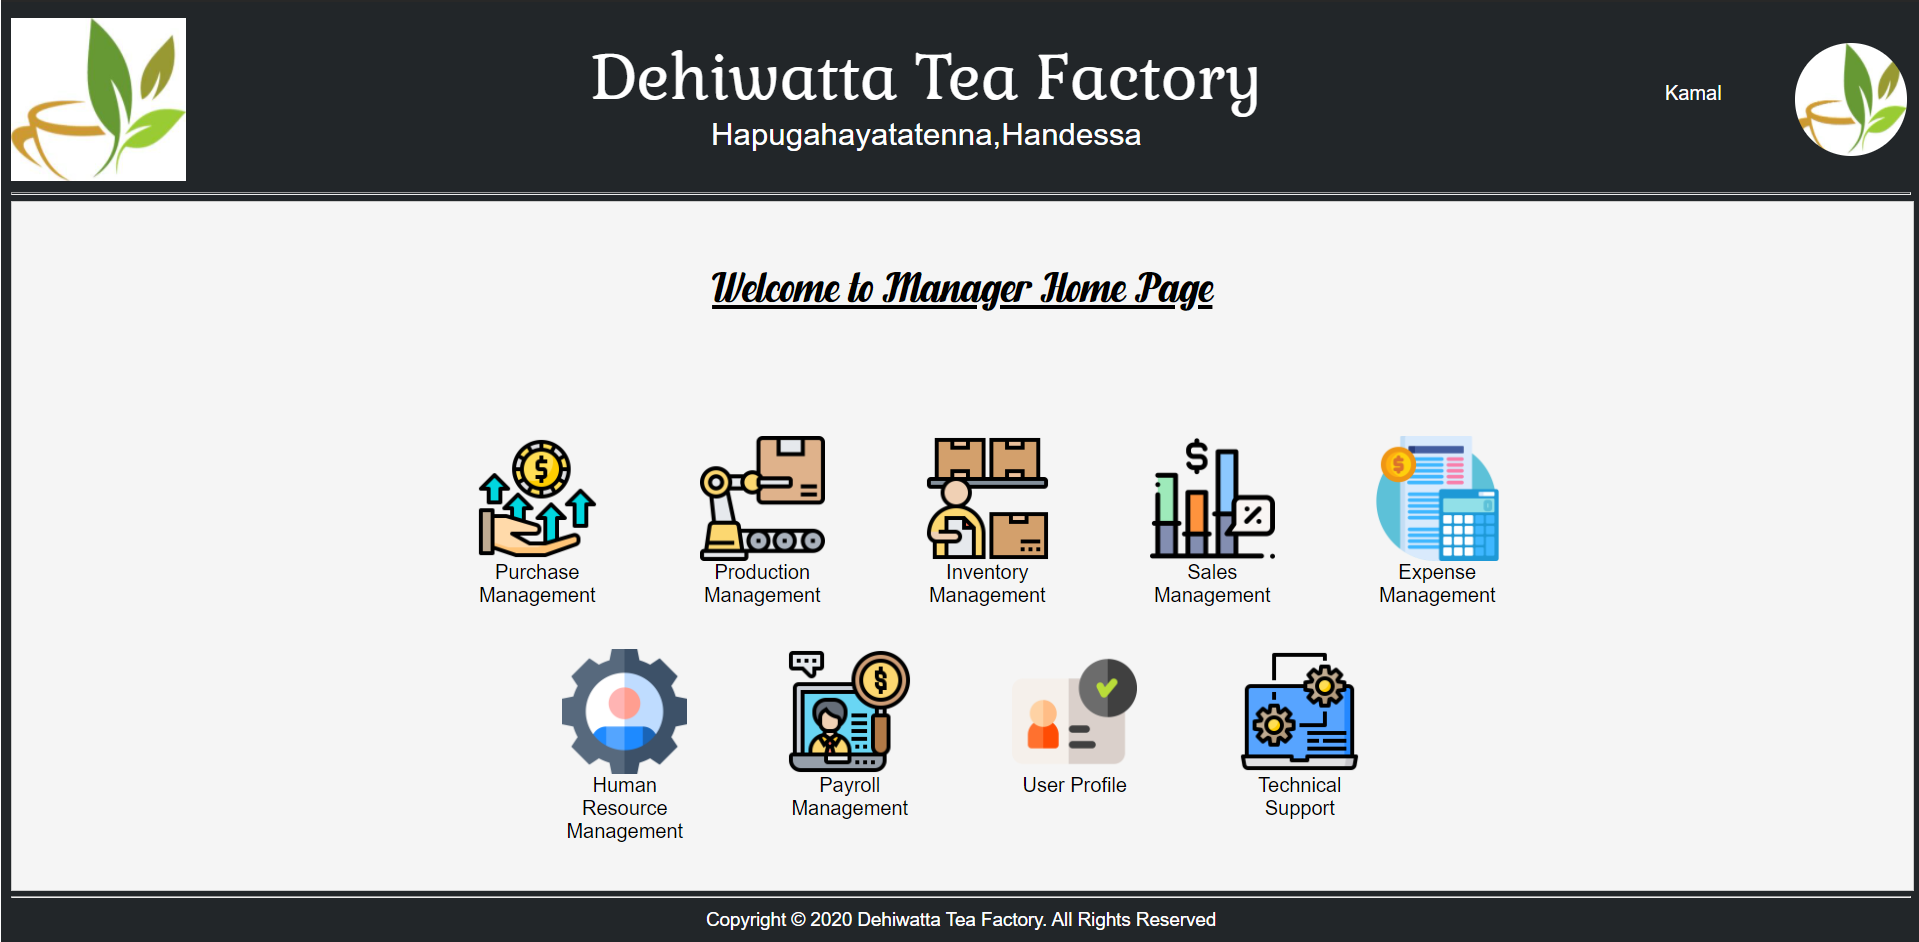 Dehiwatta Tea Factory
Hapugahayatatenna,Handessa
Kamal
Welcome to Manager Home Page
Purchase
Management
Production
Management
Inventory
Management
Sales
Management
Expense
Management
Human
Resource
Management
Payroll
Management
User Profile
Technical
Support
Copyright © 2020 Dehiwatta Tea Factory. All Rights Reserved